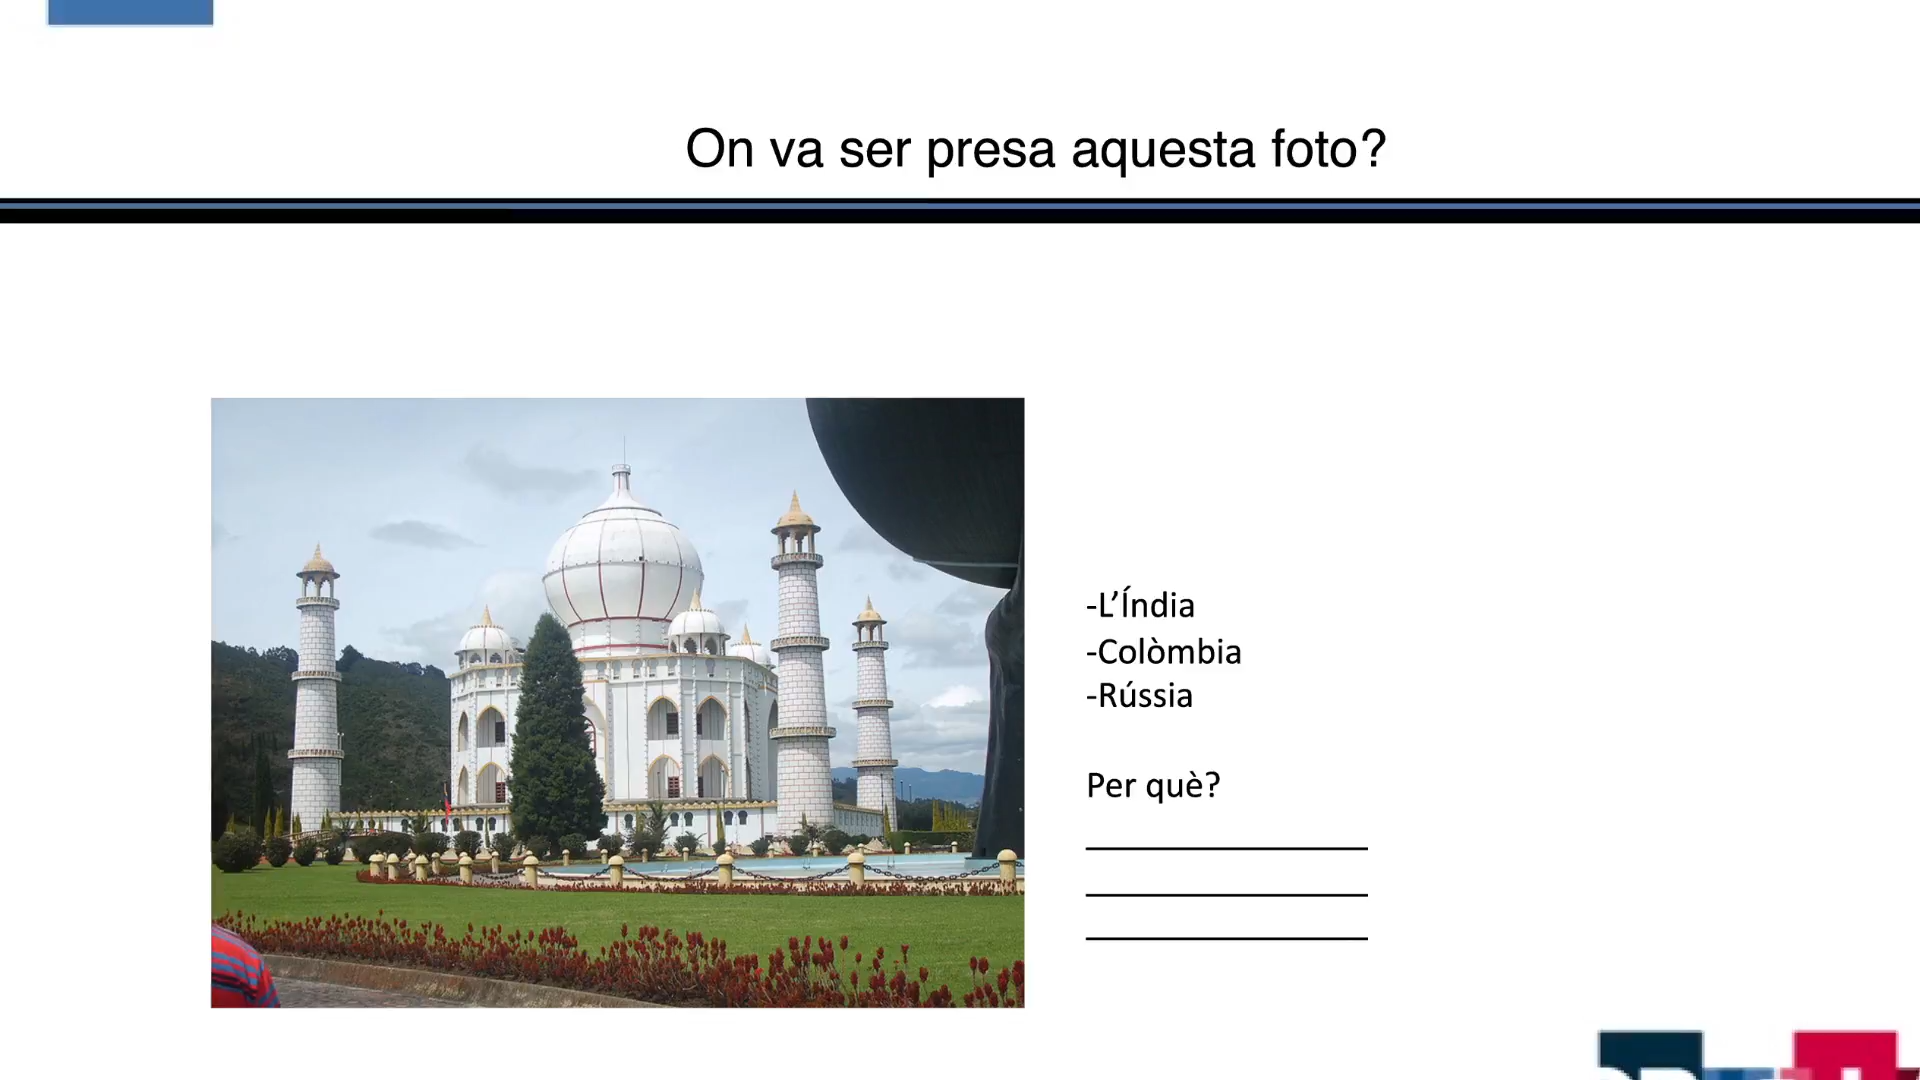 On va ser presa aquesta foto?
-L’Índia
-Colòmbia
-Rússia
Per què?